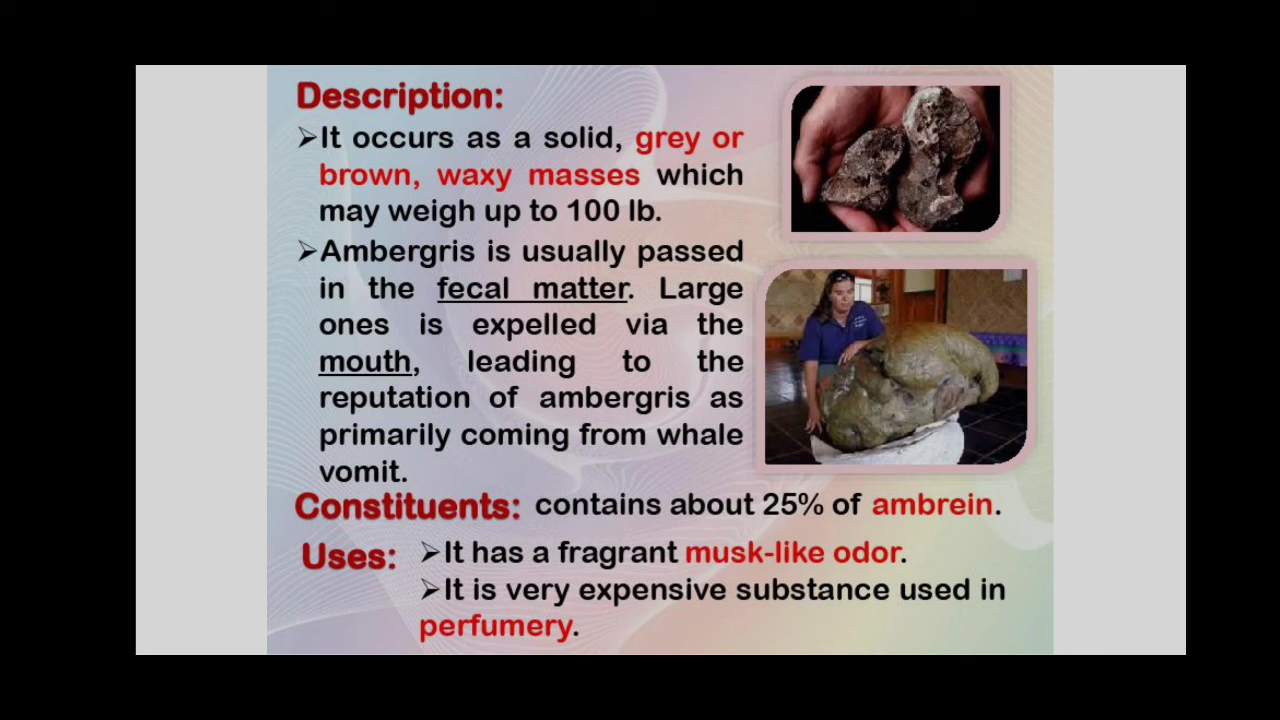 Description:
➢It occurs as a solid, grey or
brown, waxy masses which
may weigh up to 100 lb.
➢Ambergris is usually passed
in the fecal matter. Large
ones is expelled via the
mouth, leading to the
reputation of ambergris as
primarily coming from whale
vomit.
Constituents: contains about 25% of ambrein.
Uses: ➢It has a fragrant musk-like odor.
➢It is very expensive substance used in
perfumery.